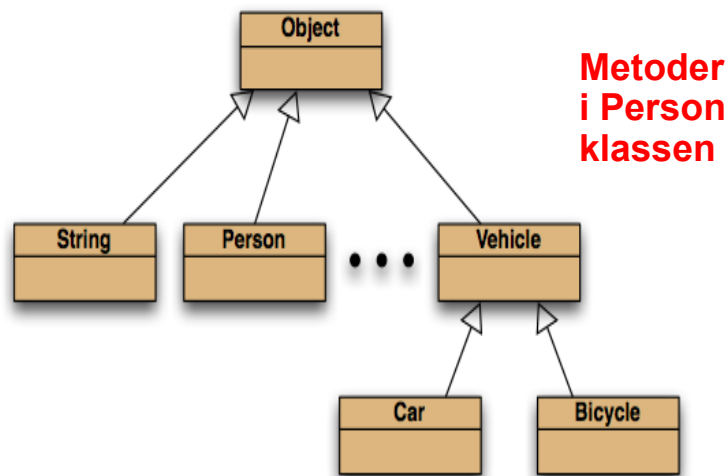 Object
Metoder
i Person
klassen
String
Person
Vehicle
Car
Bicycle